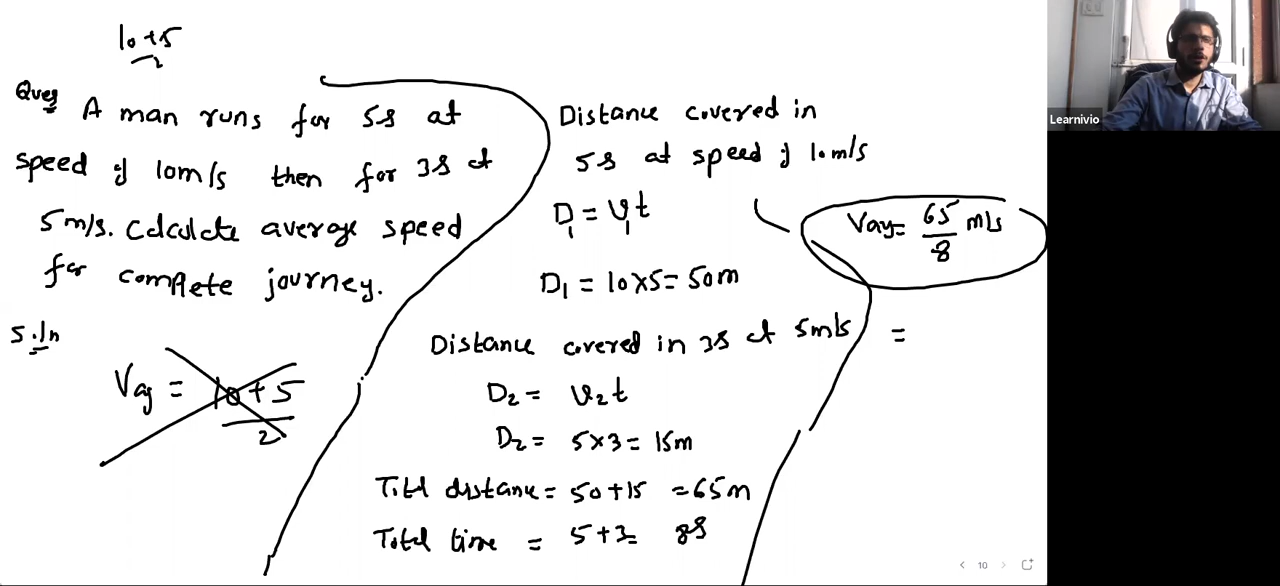 10+5
2
Ques A man runs for 5s at
speed of 10m/s then for 3s at
5m/s. Calculate average speed
for complete journey.
Soln
Vav = 10+5
2
Distance covered in
5s at speed of 10m/s
D1 = V1t
D1 = 10×5= 50m
Distance covered in 3s at 5m/s
D2 = V2t
D2 = 5×3= 15m
Total distance = 50+15 =65m
Total time = 5+3= 8s
Vav= 65 m/s
8
=
Learnivio
< 10 >